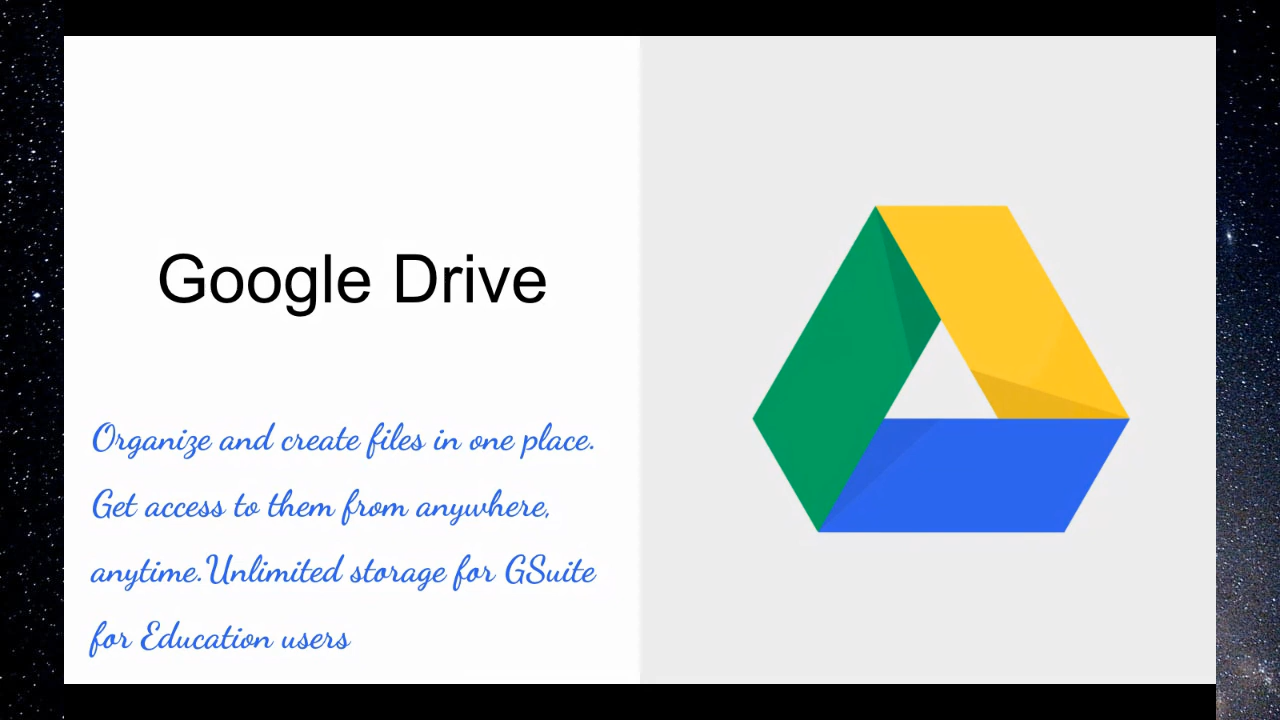 Google Drive
Organize and create files in one place.
Get access to them from anywhere,
anytime.Unlimited storage for GSuite
for Education users